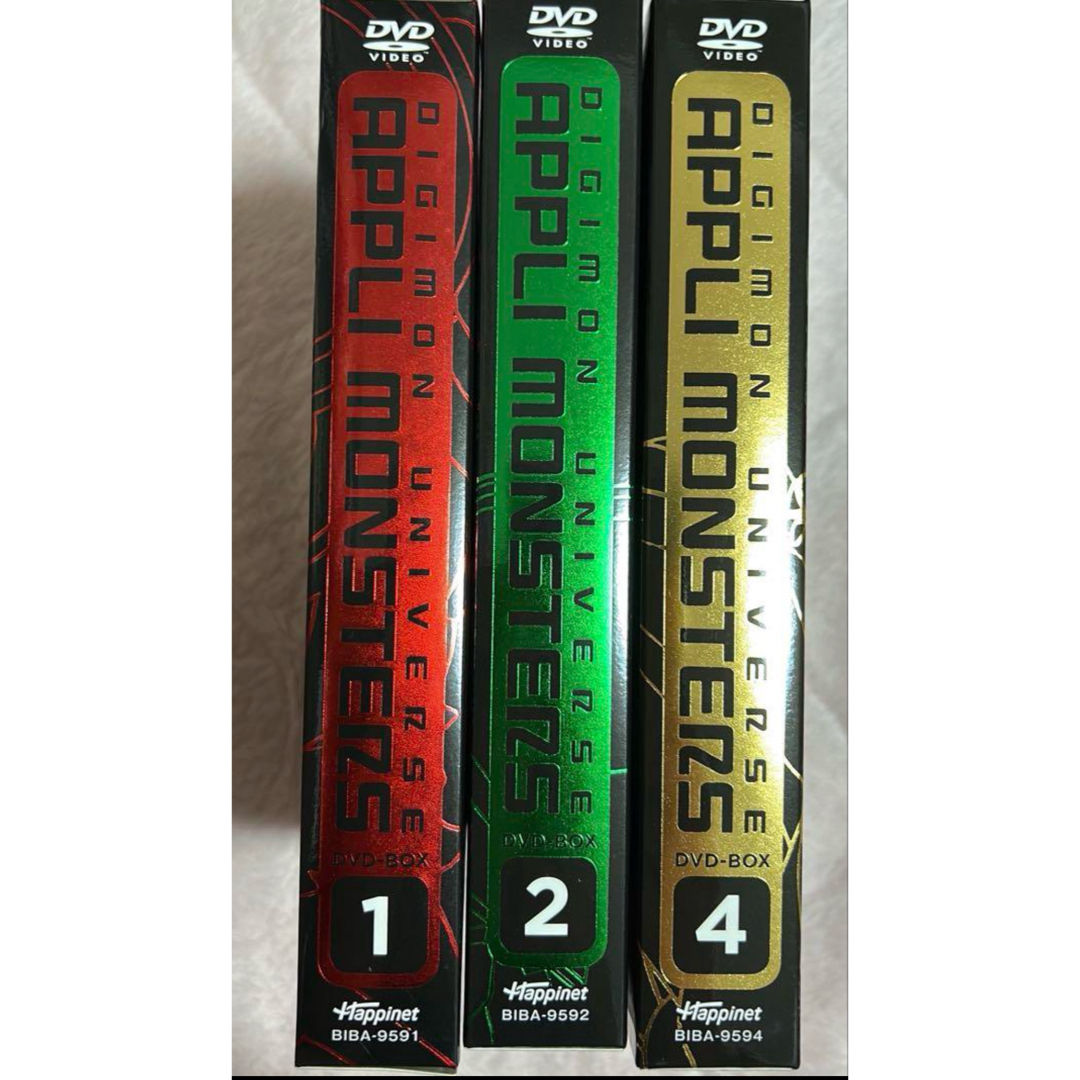 DVD
VIDEO
DIGIMON UNIVERSE
APPLI MONSTERS
DVD-BOX
1
Happinet
BIBA-9591
DVD
VIDEO
DIGIMON UNIVERSE
APPLI MONSTERS
DVD-BOX
2
Happinet
BIBA-9592
DVD
VIDEO
DIGIMON UNIVERSE
APPLI MONSTERS
DVD-BOX
4
Happinet
BIBA-9594